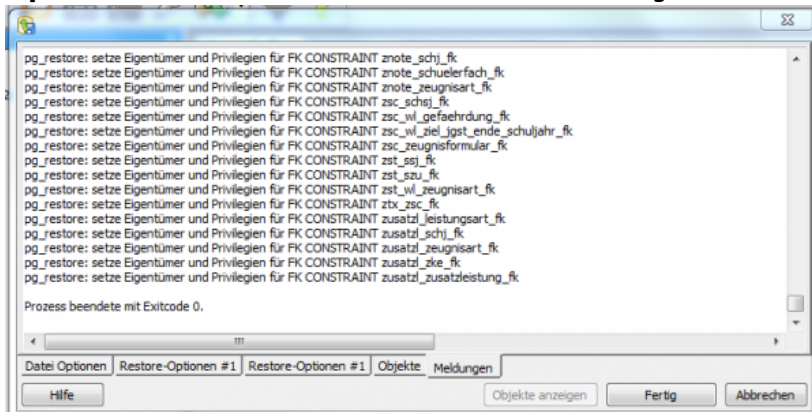 pg_restore: setze Eigentümer und Privilegien für FK CONSTRAINT znote_schj_fk
pg_restore: setze Eigentümer und Privilegien für FK CONSTRAINT znote_schuelerfach_fk
pg_restore: setze Eigentümer und Privilegien für FK CONSTRAINT znote_zeugnisart_fk
pg_restore: setze Eigentümer und Privilegien für FK CONSTRAINT zsc_schsj_fk
pg_restore: setze Eigentümer und Privilegien für FK CONSTRAINT zsc_wl_gefaehrdung_fk
pg_restore: setze Eigentümer und Privilegien für FK CONSTRAINT zsc_wl_ziel_jgst_ende_schuljahr_fk
pg_restore: setze Eigentümer und Privilegien für FK CONSTRAINT zsc_zeugnisformular_fk
pg_restore: setze Eigentümer und Privilegien für FK CONSTRAINT zst_ssj_fk
pg_restore: setze Eigentümer und Privilegien für FK CONSTRAINT zst_szu_fk
pg_restore: setze Eigentümer und Privilegien für FK CONSTRAINT zst_wl_zeugnisart_fk
pg_restore: setze Eigentümer und Privilegien für FK CONSTRAINT ztx_zsc_fk
pg_restore: setze Eigentümer und Privilegien für FK CONSTRAINT zusatzl_leistungsart_fk
pg_restore: setze Eigentümer und Privilegien für FK CONSTRAINT zusatzl_schj_fk
pg_restore: setze Eigentümer und Privilegien für FK CONSTRAINT zusatzl_zeugnisart_fk
pg_restore: setze Eigentümer und Privilegien für FK CONSTRAINT zusatzl_zke_fk
pg_restore: setze Eigentümer und Privilegien für FK CONSTRAINT zusatzl_zusatzleistung_fk
Prozess beendete mit Exitcode 0.
Datei Optionen Restore-Optionen #1 Restore-Optionen #1 Objekte Meldungen
Hilfe Objekte anzeigen Fertig Abbrechen